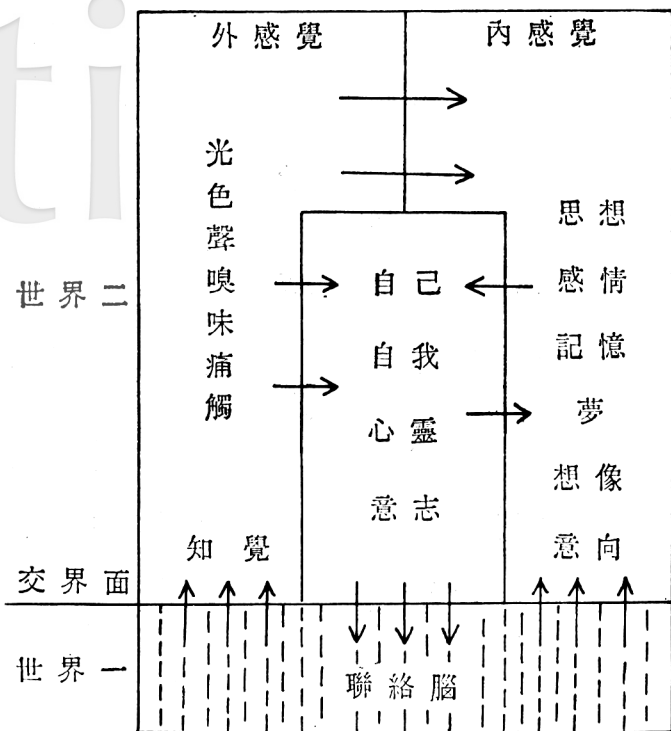 外感覺
內感覺
光色聲嗅味痛觸
世界二
自己
自我
心靈
意志
思想
感情
記憶
夢
想像
意向
知覺
交界面
世界一
聯絡腦
ti